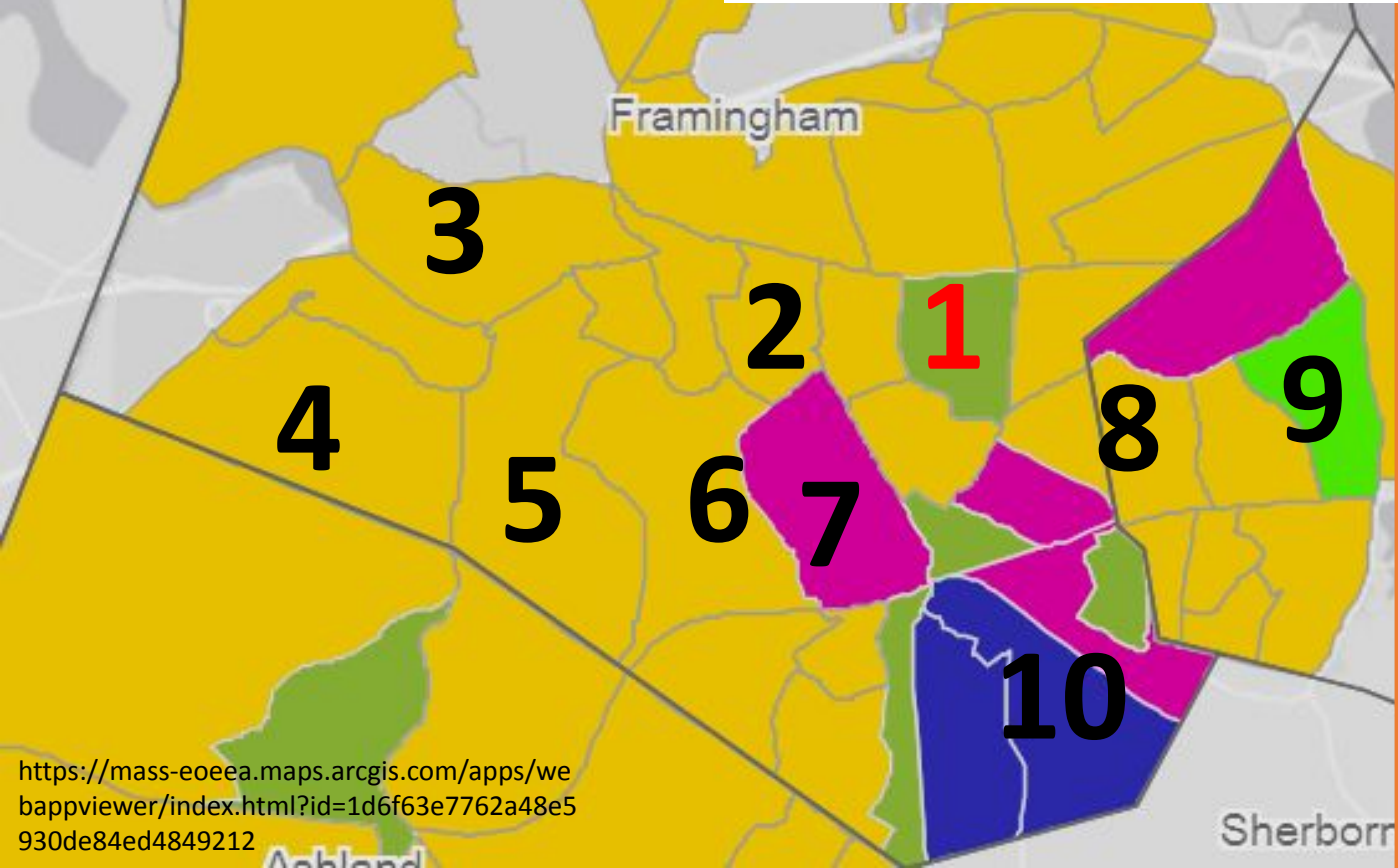 Framingham
3
2
1
4
5
6
7
8
9
10
https://mass-eoeea.maps.arcgis.com/apps/we
bappviewer/index.html?id=1d6f63e7762a48e5
930de84ed4849212
Sherborn
Ashland